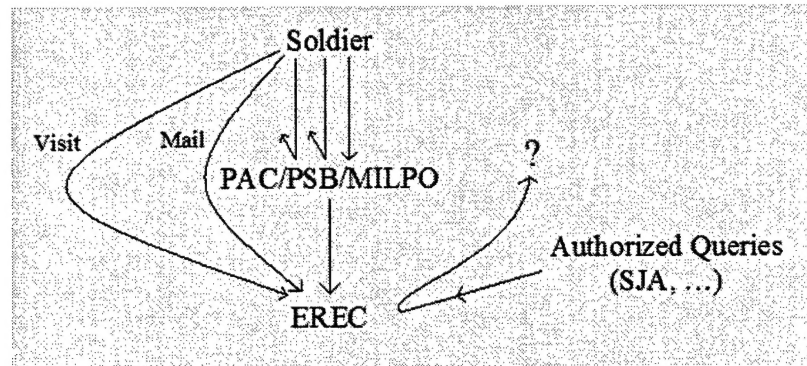 Soldier
Visit
Mail
?
PAC/PSB/MILPO
Authorized Queries
(SJA, ...)
EREC